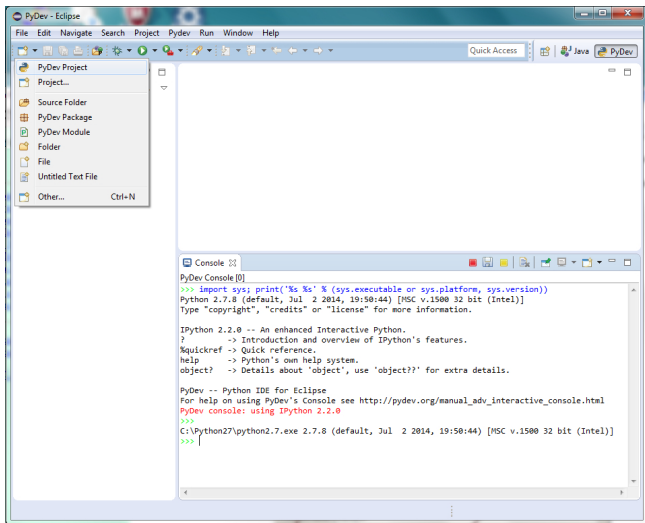 PyDev - Eclipse
File Edit Navigate Search Project Pydev Run Window Help
Quick Access Java PyDev
PyDev Project
Project...
Source Folder
PyDev Package
PyDev Module
Folder
File
Untitled Text File
Other... Ctrl+N
Console
PyDev Console [0]
>>> import sys; print('%s %s' % (sys.executable or sys.platform, sys.version))
Python 2.7.8 (default, Jul  2 2014, 19:50:44) [MSC v.1500 32 bit (Intel)]
Type "copyright", "credits" or "license" for more information.
IPython 2.2.0 -- An enhanced Interactive Python.
?         -> Introduction and overview of IPython's features.
%quickref -> Quick reference.
help      -> Python's own help system.
object?   -> Details about 'object', use 'object??' for extra details.
PyDev -- Python IDE for Eclipse
For help on using PyDev's Console see http://pydev.org/manual_adv_interactive_console.html
PyDev console: using IPython 2.2.0
>>>
C:\Python27\python2.7.exe 2.7.8 (default, Jul  2 2014, 19:50:44) [MSC v.1500 32 bit (Intel)]
>>>